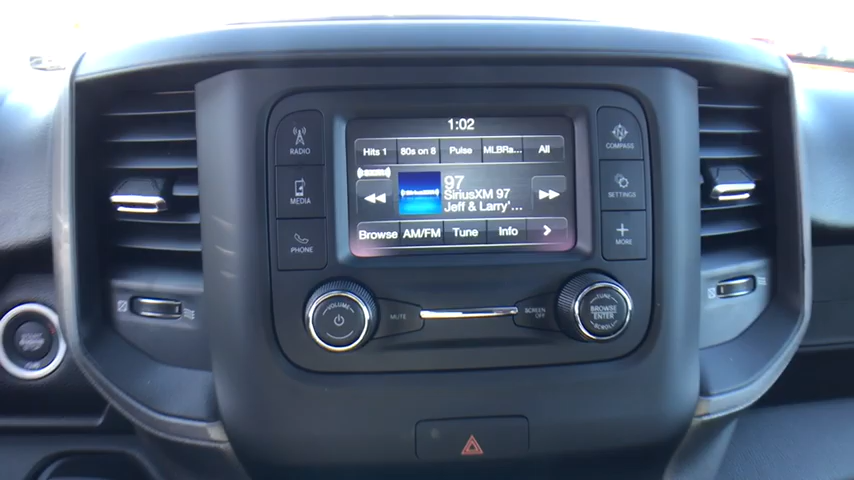 1:02
Hits 1 80s on 8 Pulse MLBRa... All
97
SiriusXM 97
Jeff & Larry'...
Browse AM/FM Tune Info
RADIO
MEDIA
PHONE
COMPASS
SETTINGS
MORE
VOLUME
MUTE
SCREEN OFF
TUNE
BROWSE
ENTER
SCROLL